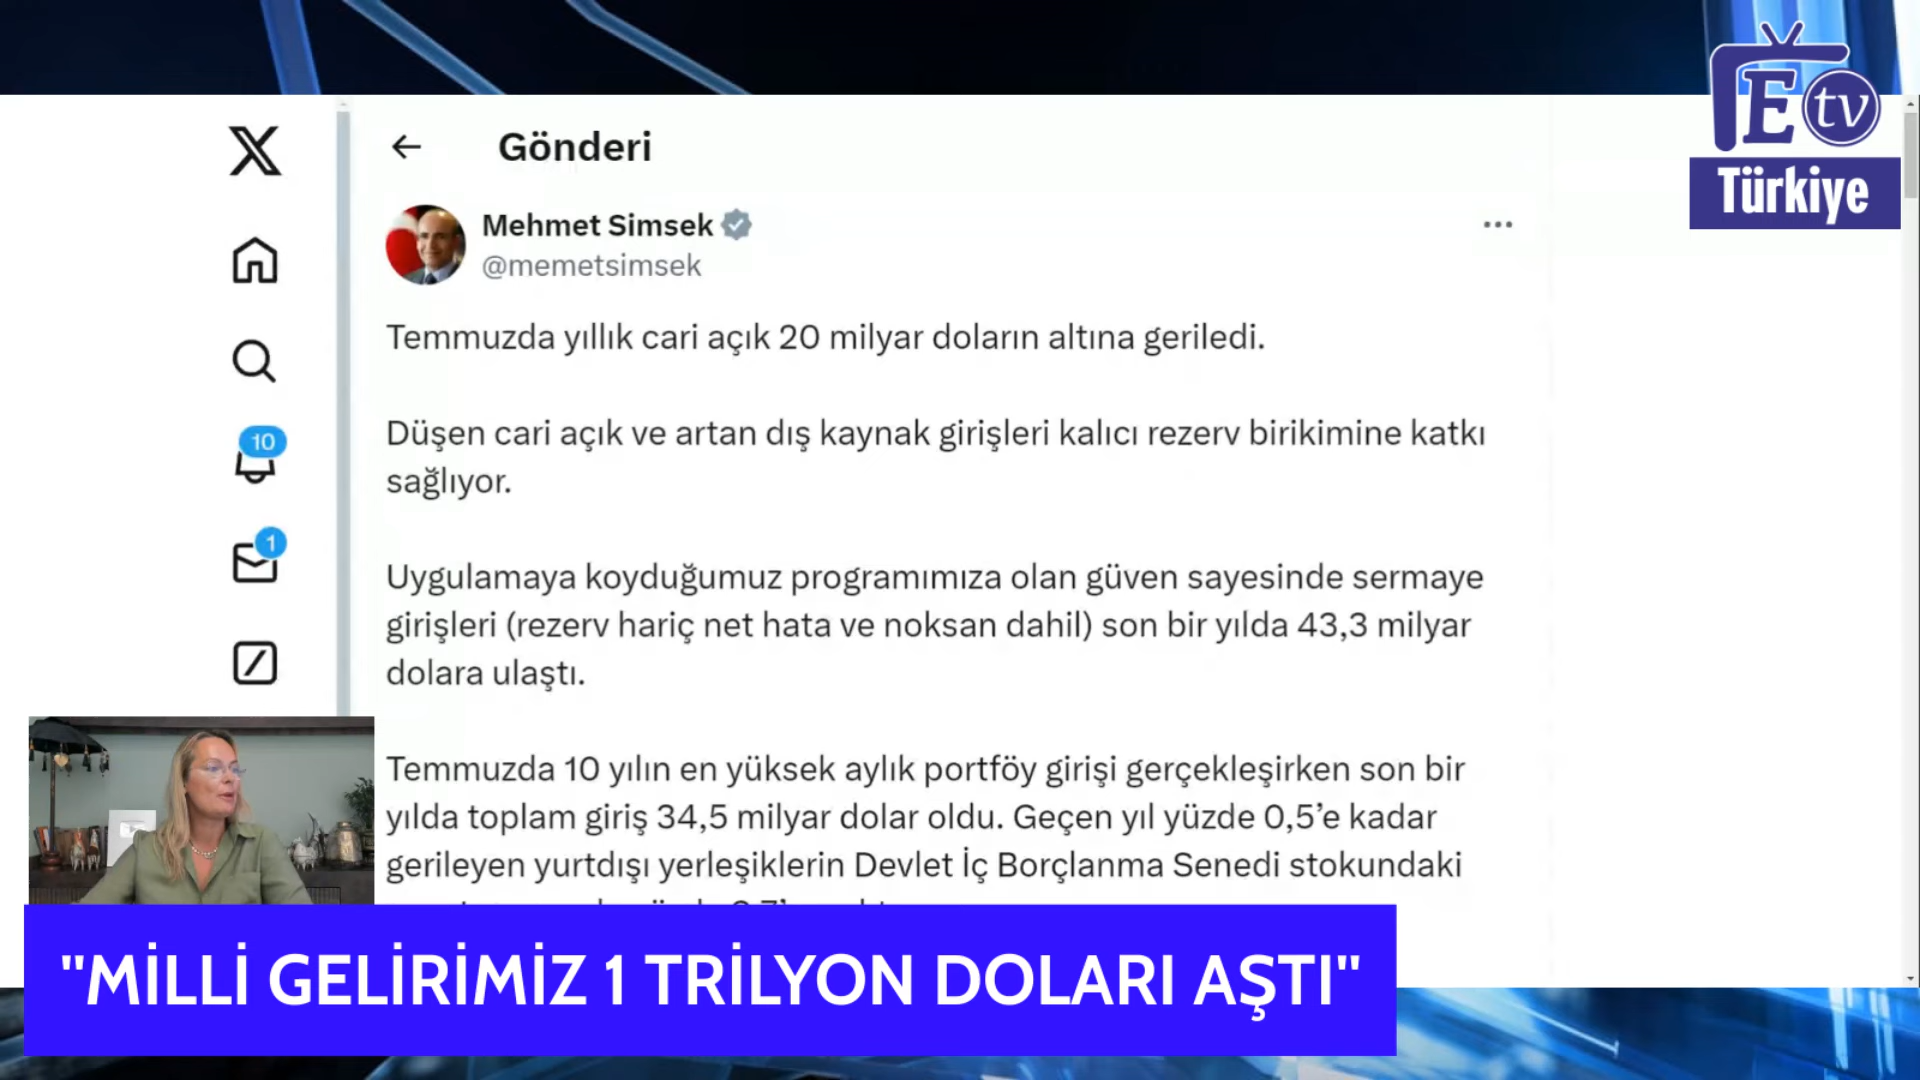 E tv
Türkiye
Gönderi
Mehmet Simsek
@memetsimsek
Temmuzda yıllık cari açık 20 milyar doların altına geriledi.
Düşen cari açık ve artan dış kaynak girişleri kalıcı rezerv birikimine katkı
sağlıyor.
10
1
Uygulamaya koyduğumuz programımıza olan güven sayesinde sermaye
girişleri (rezerv hariç net hata ve noksan dahil) son bir yılda 43,3 milyar
dolara ulaştı.
Temmuzda 10 yılın en yüksek aylık portföy girişi gerçekleşirken son bir
yılda toplam giriş 34,5 milyar dolar oldu. Geçen yıl yüzde 0,5’e kadar
gerileyen yurtdışı yerleşiklerin Devlet İç Borçlanma Senedi stokundaki
"MİLLİ GELİRİMİZ 1 TRİLYON DOLARI AŞTI"